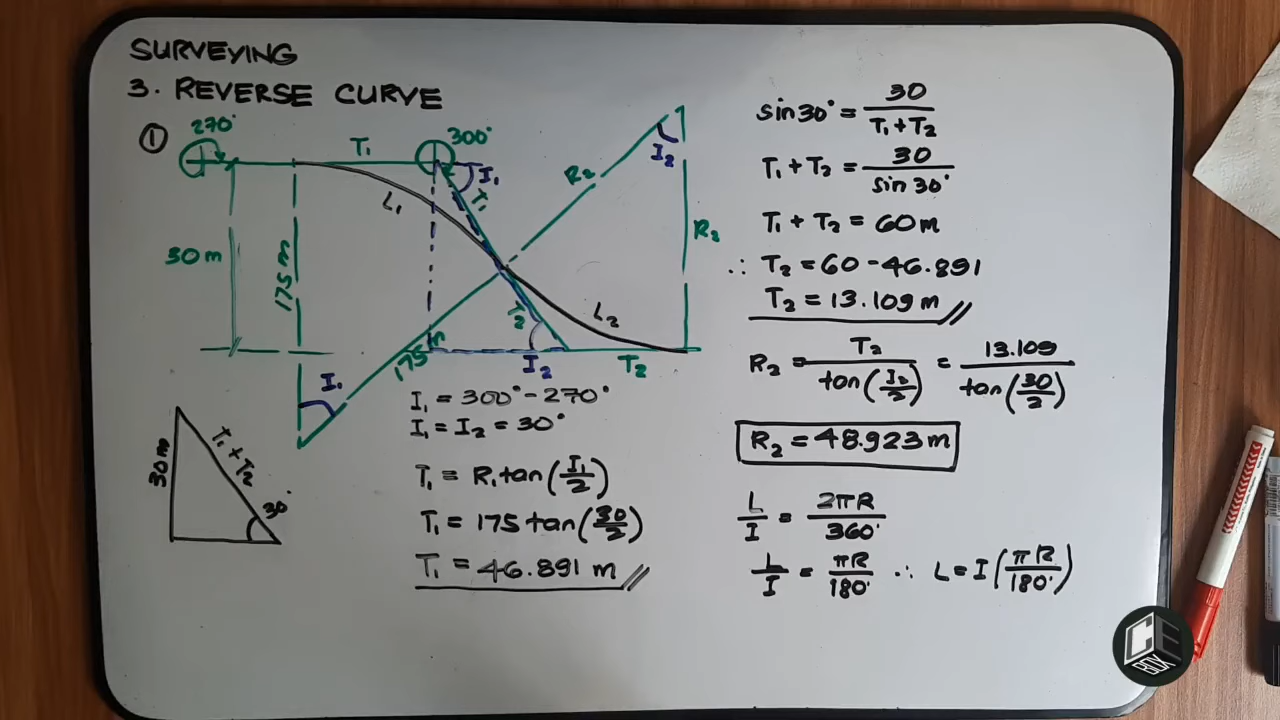 SURVEYING
3. REVERSE CURVE
①
270°
T₁
300°
I₁
T₁
L₁
R₂
I₂
30 m
175 m
R₂
T₂
L₂
175 m
I₂
T₂
I₁
30 m
T₁ + T₂
30°
I₁ = 300° - 270°
I₁ = I₂ = 30°
T₁ = R₁ tan (I₁/2)
T₁ = 175 tan (30/2)
T₁ = 46.891 m
sin 30° = 30/(T₁ + T₂)
T₁ + T₂ = 30/sin 30°
T₁ + T₂ = 60 m
∴ T₂ = 60 - 46.891
T₂ = 13.109 m
R₂ = T₂/tan (I₂/2) = 13.109/tan (30/2)
R₂ = 48.923 m
L/I = 2πR/360°
L/I = πR/180° ∴ L = I (πR/180°)
CE
BOX